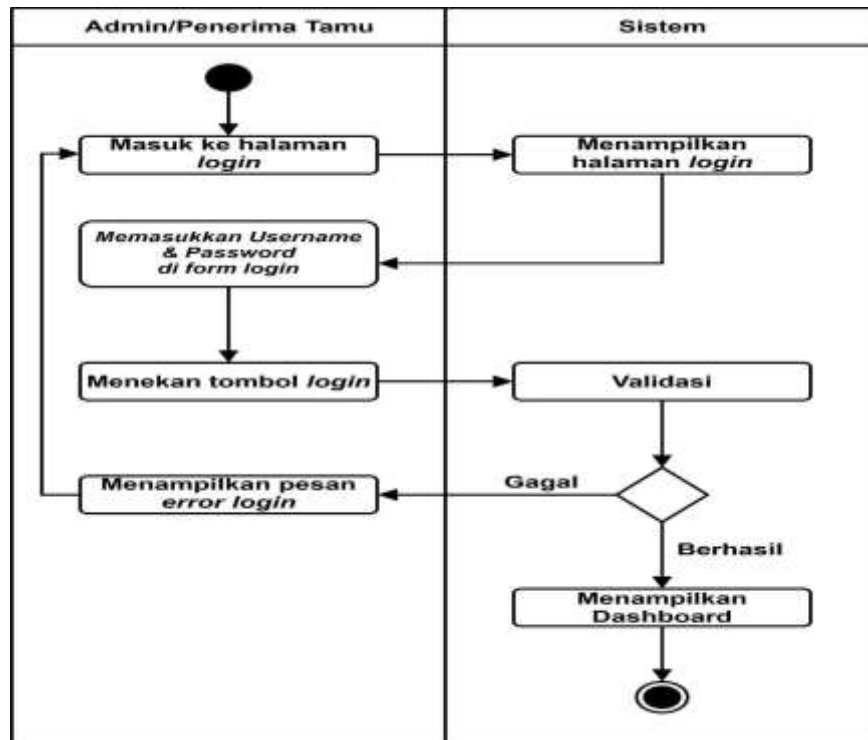 Admin/Penerima Tamu
Sistem
Masuk ke halaman
login
Menampilkan
halaman login
Memasukkan Username
& Password
di form login
Menekan tombol login
Validasi
Menampilkan pesan
error login
Gagal
Berhasil
Menampilkan
Dashboard